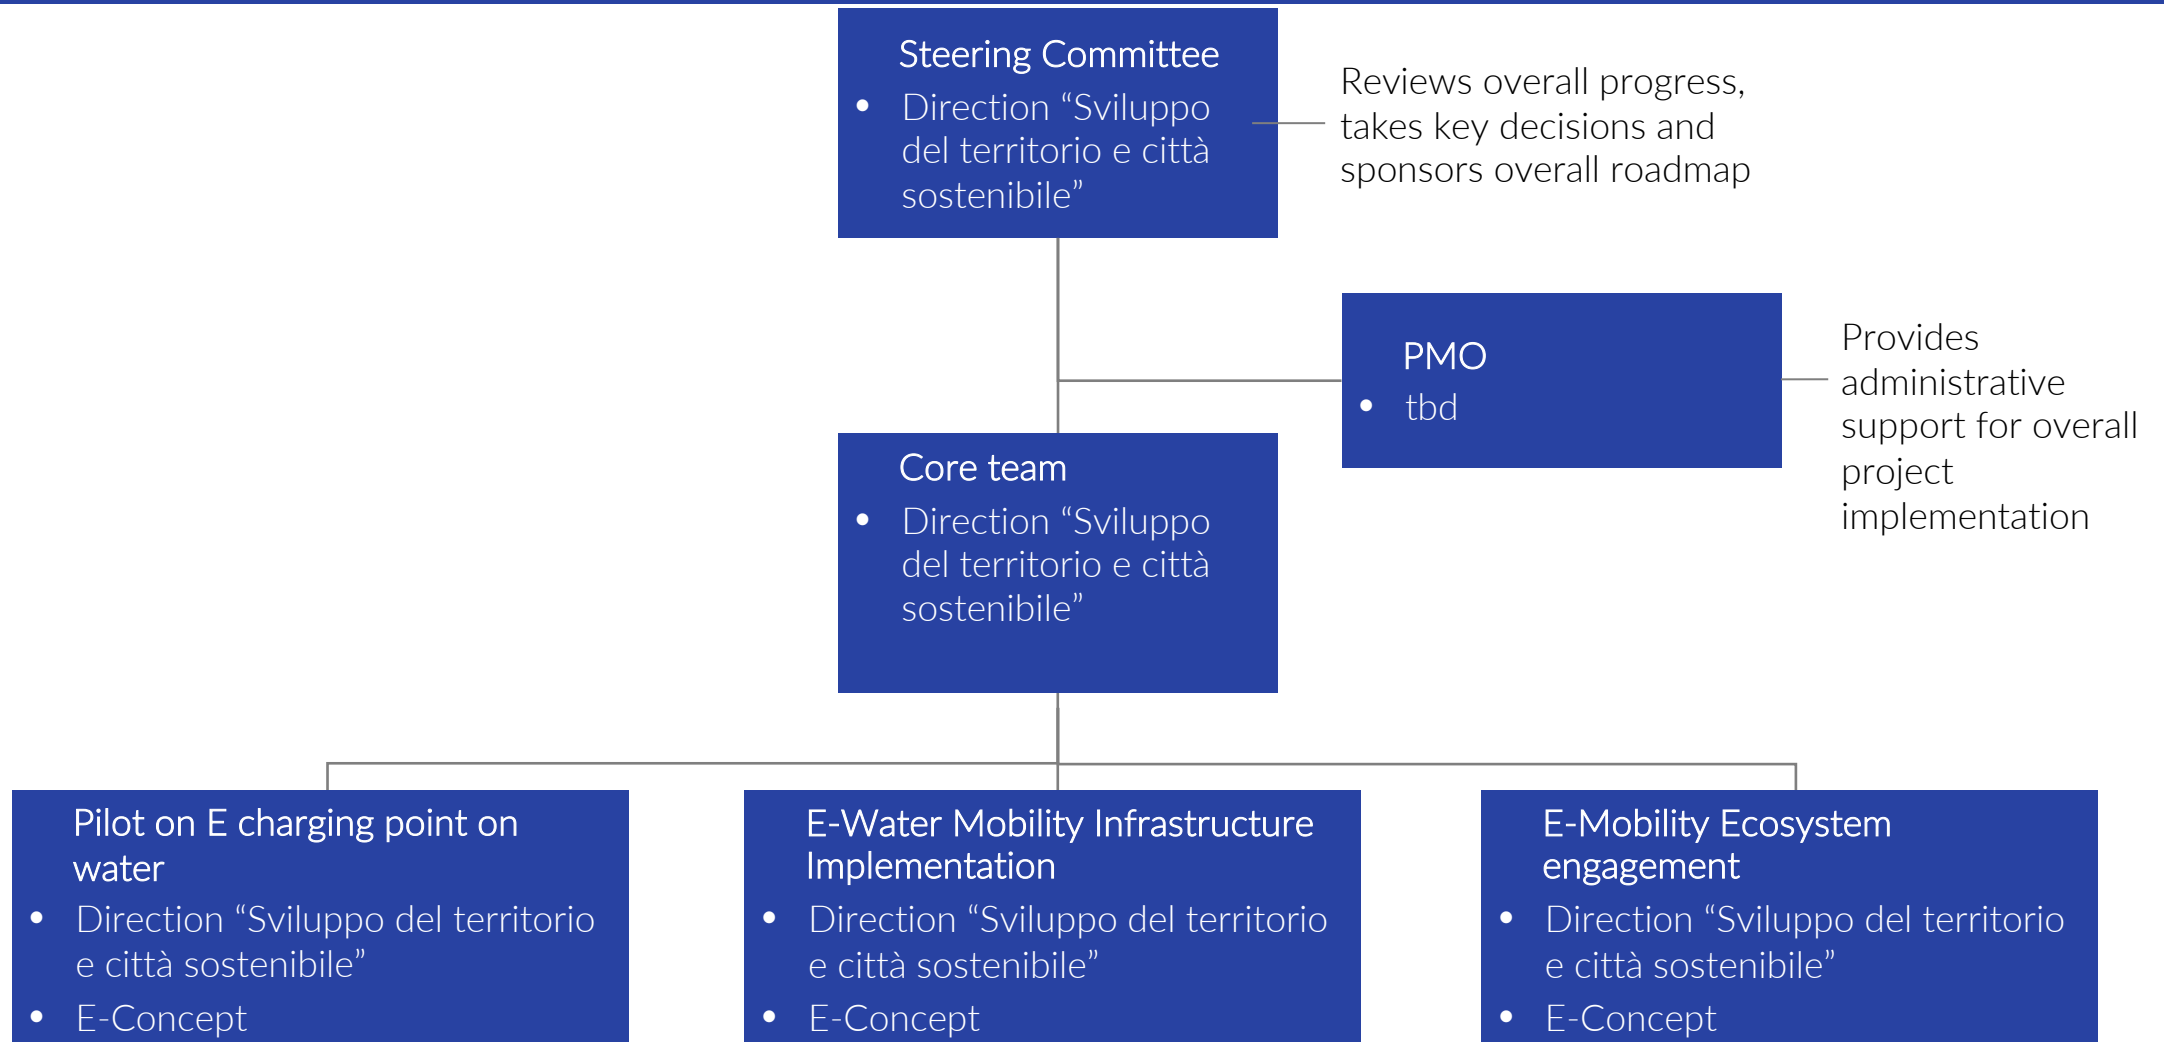 Steering Committee
• Direction “Sviluppo
del territorio e città
sostenibile”
Reviews overall progress,
takes key decisions and
sponsors overall roadmap
PMO
• tbd
Provides
administrative
support for overall
project
implementation
Core team
• Direction “Sviluppo
del territorio e città
sostenibile”
Pilot on E charging point on
water
• Direction “Sviluppo del territorio
e città sostenibile”
• E-Concept
E-Water Mobility Infrastructure
Implementation
• Direction “Sviluppo del territorio
e città sostenibile”
• E-Concept
E-Mobility Ecosystem
engagement
• Direction “Sviluppo del territorio
e città sostenibile”
• E-Concept